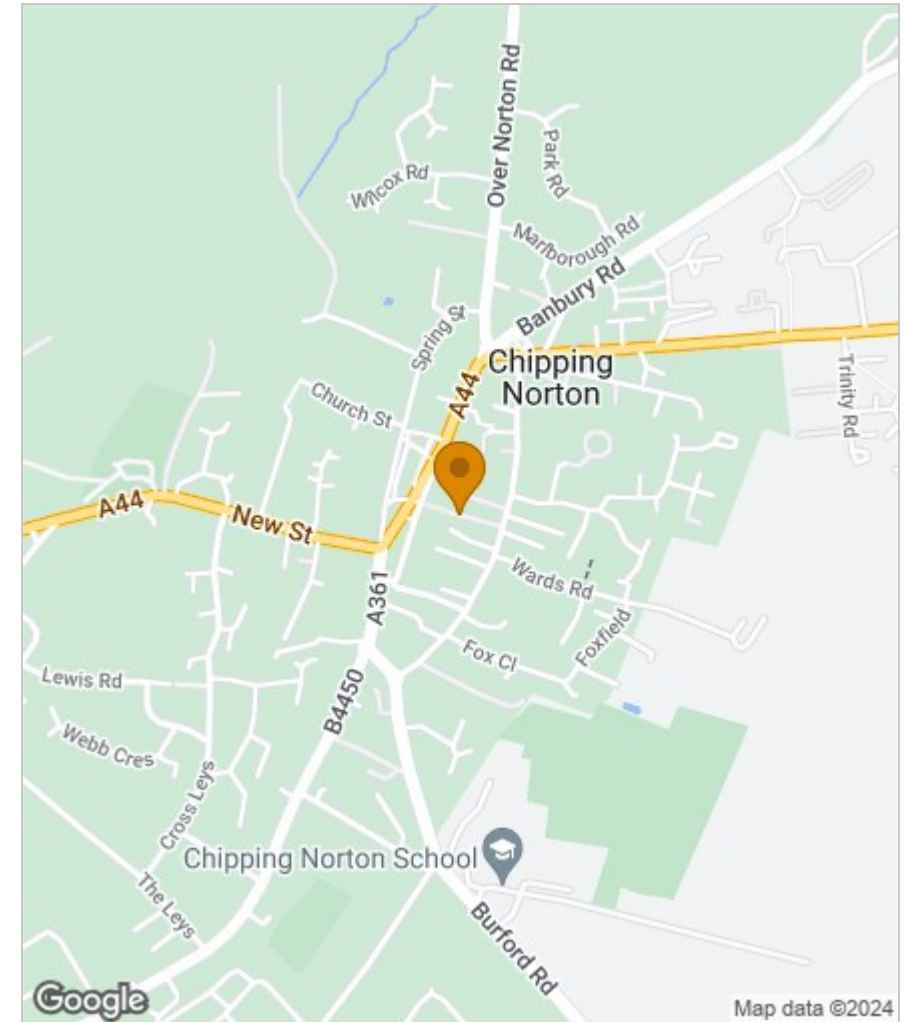 Over Norton Rd
Park Rd
Wilcox Rd
Marlborough Rd
Banbury Rd
Spring St
Chipping
Norton
A44
Trinity Rd
Church St
A44
New St
A361
Wards Rd
Foxfield
Fox Cl
Lewis Rd
B4450
Webb Cres
Cross Leys
Chipping Norton School
The Leys
Burford Rd
Google
Map data ©2024